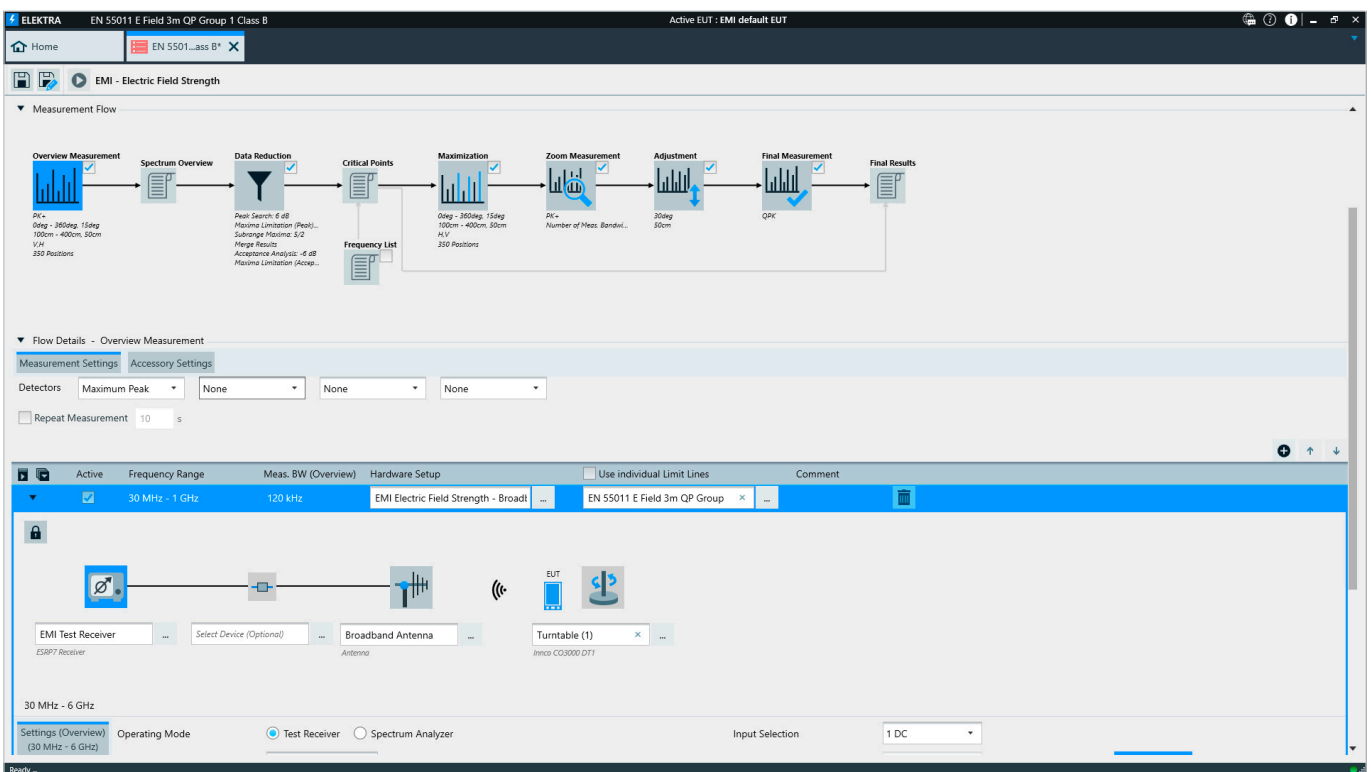 ELEKTRA EN 55011 E Field 3m QP Group 1 Class B Active EUT : EMI default EUT
Home EN 5501...ass B*
EMI - Electric Field Strength
Measurement Flow
Overview Measurement
PK+
0deg - 360deg, 15deg
100cm - 400cm, 50cm
V,H
350 Positions
Spectrum Overview
Data Reduction
Peak Search: 6 dB
Maxima Limitation (Peak)...
Subrange Maxima: 5/2
Merge Results
Acceptance Analysis: -6 dB
Maxima Limitation (Accep...
Critical Points
Frequency List
Maximization
0deg - 360deg, 15deg
100cm - 400cm, 50cm
H,V
350 Positions
Zoom Measurement
PK+
Number of Meas. Bandwi...
Adjustment
30deg
50cm
Final Measurement
QPK
Final Results
Flow Details - Overview Measurement
Measurement Settings Accessory Settings
Detectors Maximum Peak None None None
Repeat Measurement 10 s
Active Frequency Range Meas. BW (Overview) Hardware Setup Use individual Limit Lines Comment
30 MHz - 1 GHz 120 kHz EMI Electric Field Strength - Broadb ... EN 55011 E Field 3m QP Group × ...
EUT
EMI Test Receiver ... Select Device (Optional) ... Broadband Antenna ... Turntable (1) × ...
ESRP7 Receiver Antenna Innco CO3000 DT1
30 MHz - 6 GHz
Settings (Overview) Operating Mode Test Receiver Spectrum Analyzer Input Selection 1 DC
(30 MHz - 6 GHz)
Ready ...